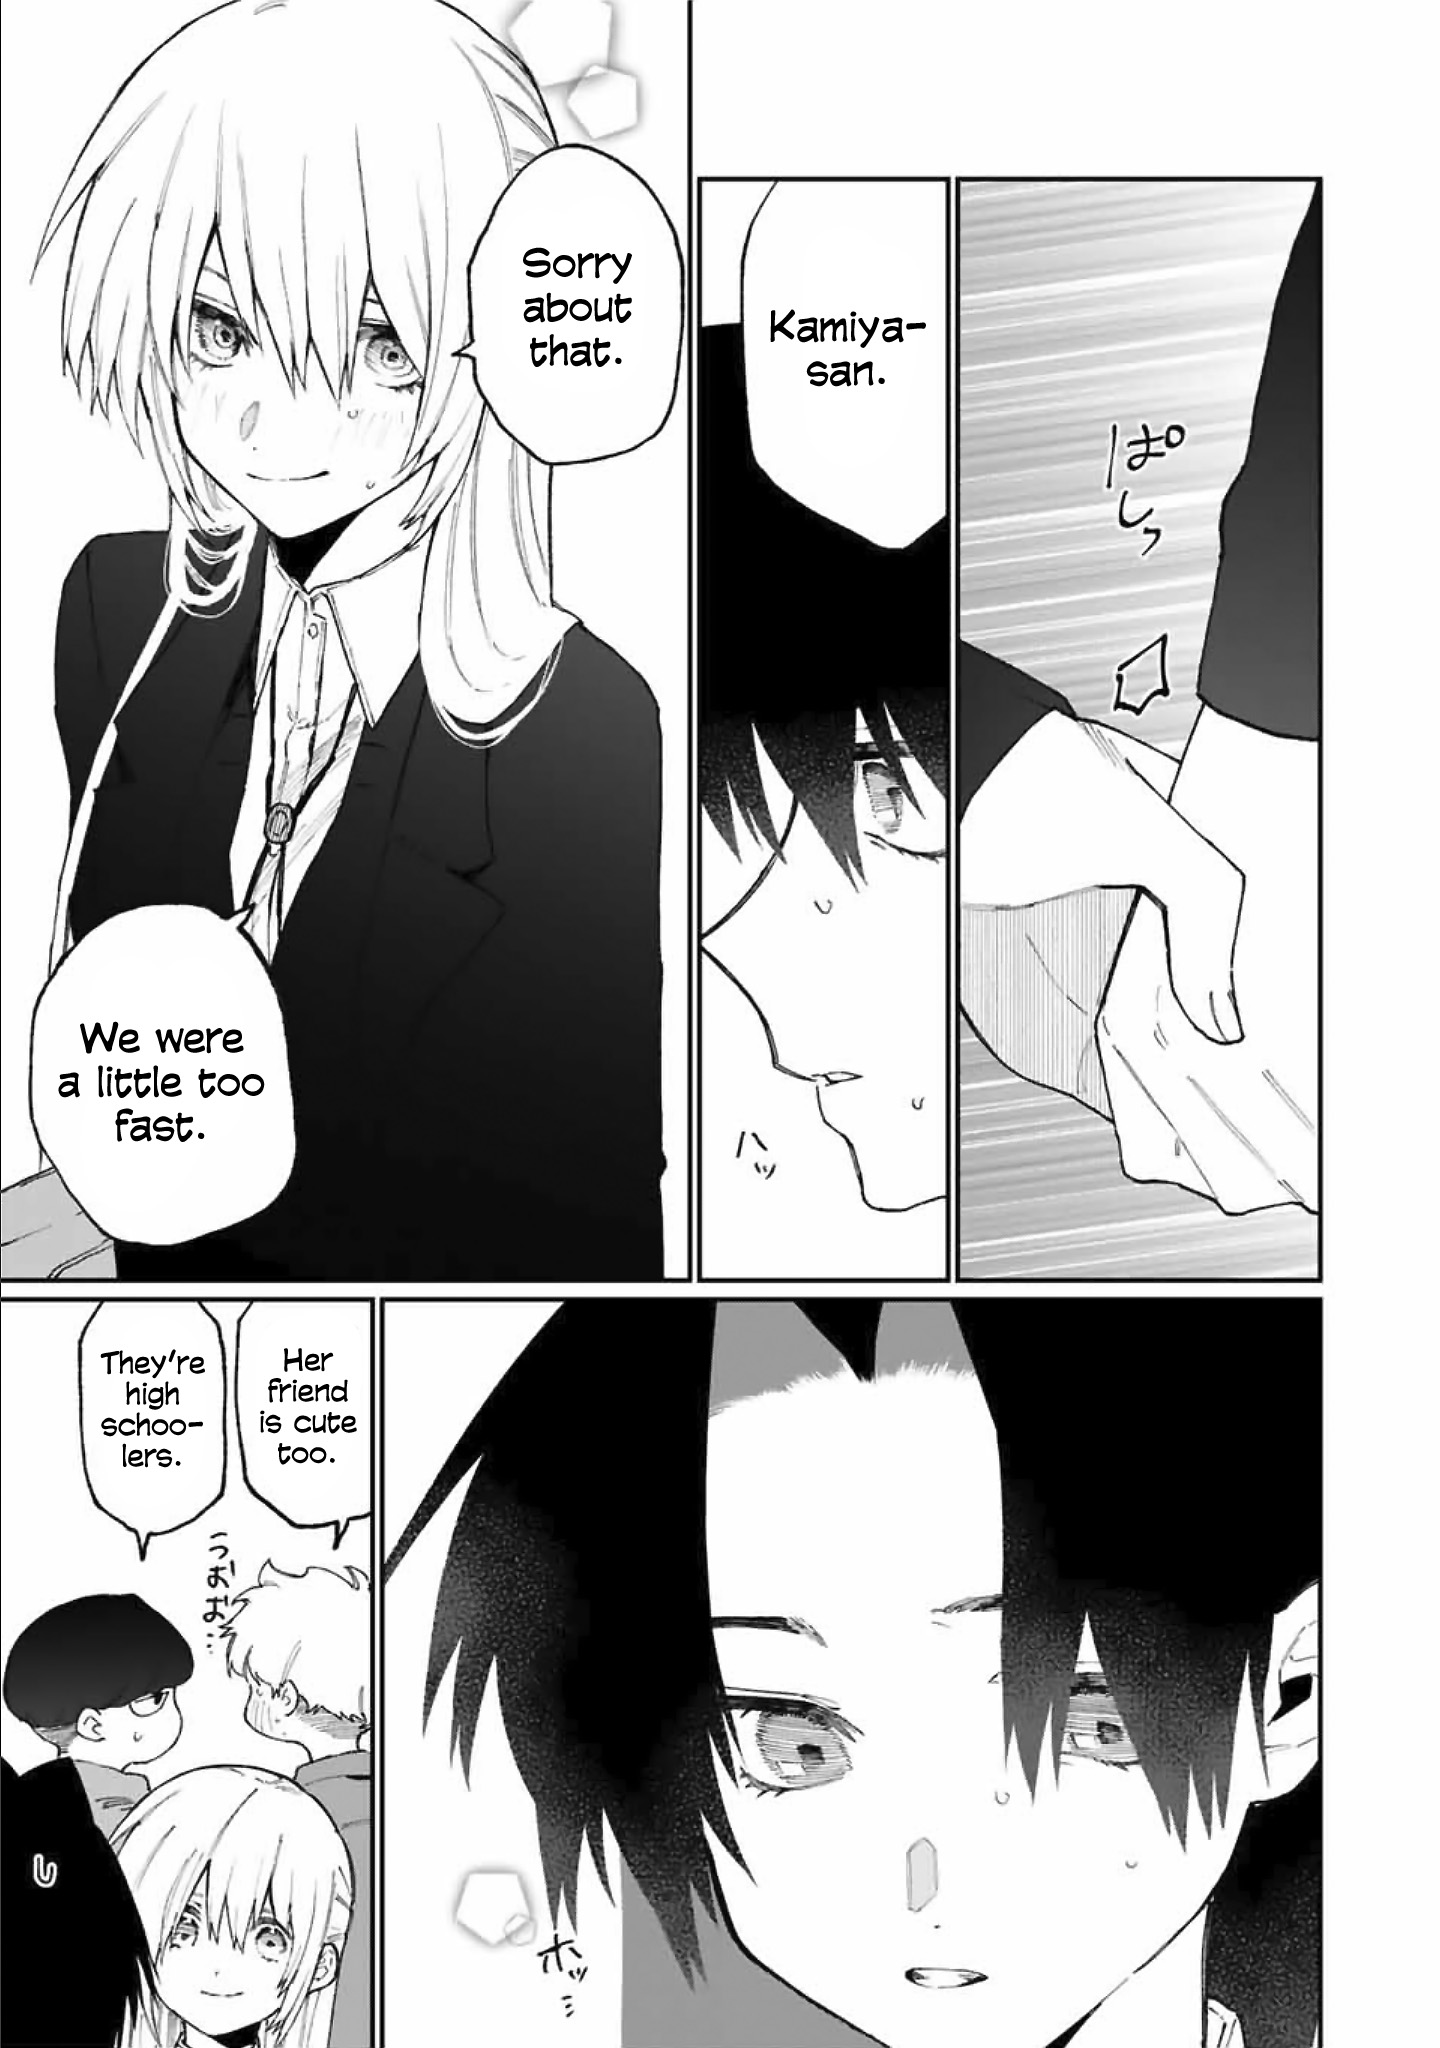 ぱしっ
Kamiya-
san.
ハッ
Sorry
about
that.
We were
a little too
fast.
ホッ
Her
friend
is cute
too.
They're
high
schoo-
lers.
うおお…